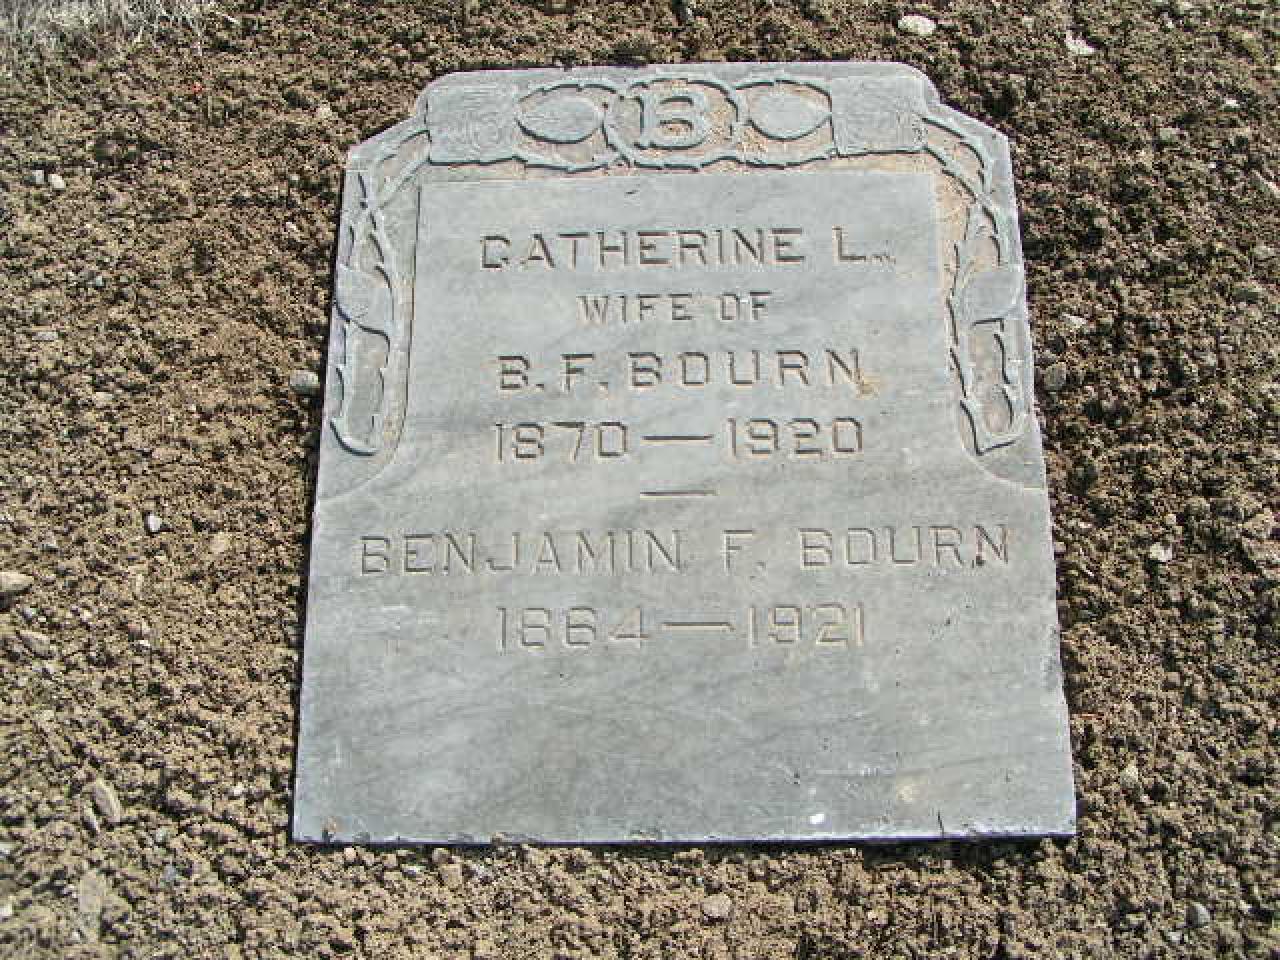 B
CATHERINE L.
WIFE OF
B. F. BOURN
1870 — 1920
BENJAMIN F. BOURN
1864 — 1921